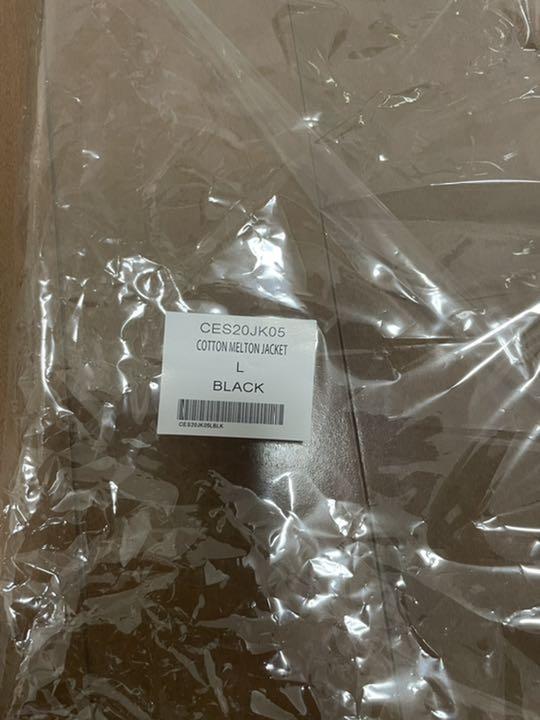 CES20JK05
COTTON MELTON JACKET
L
BLACK
CES20JK05LBLK